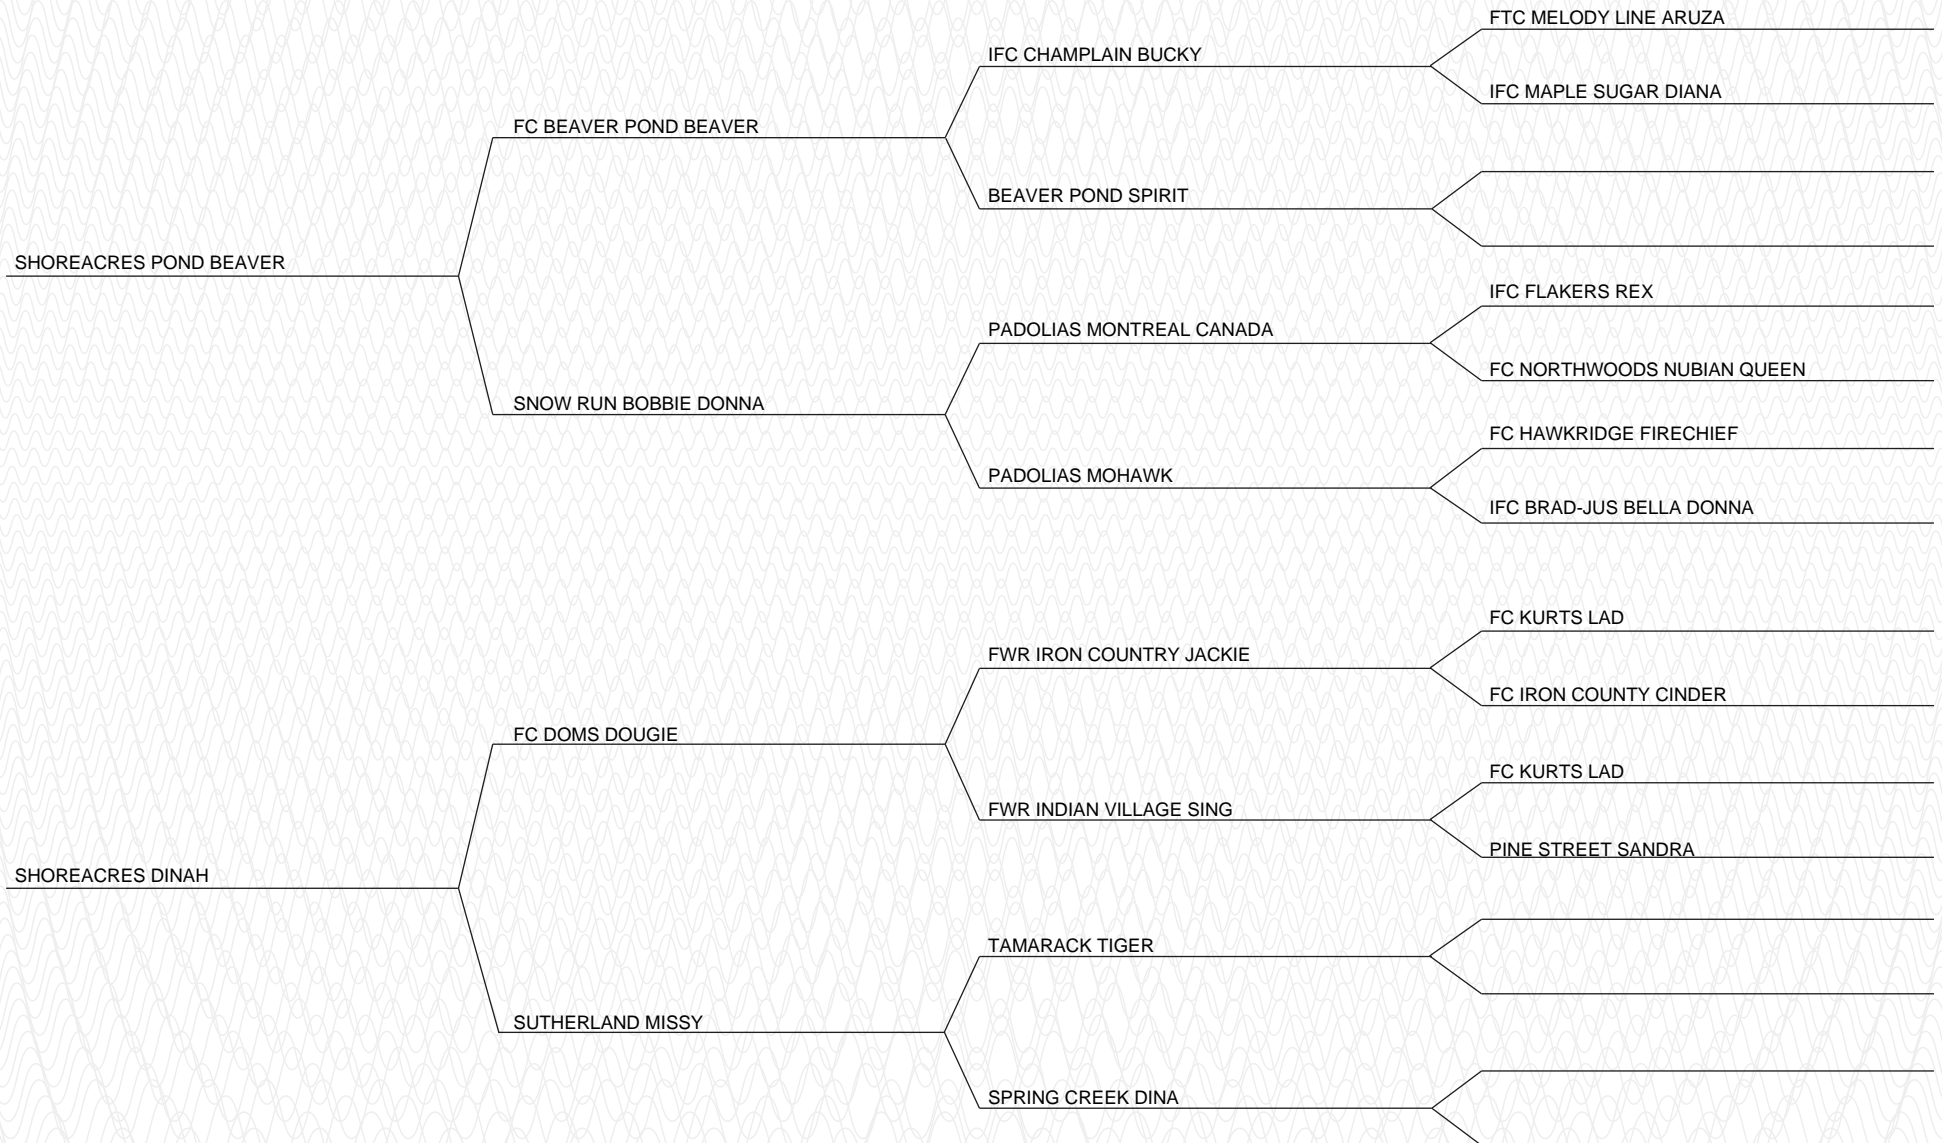 FTC MELODY LINE ARUZA
IFC CHAMPLAIN BUCKY
IFC MAPLE SUGAR DIANA
FC BEAVER POND BEAVER
BEAVER POND SPIRIT
SHOREACRES POND BEAVER
IFC FLAKERS REX
PADOLIAS MONTREAL CANADA
FC NORTHWOODS NUBIAN QUEEN
SNOW RUN BOBBIE DONNA
FC HAWKRIDGE FIRECHIEF
PADOLIAS MOHAWK
IFC BRAD-JUS BELLA DONNA
FC KURTS LAD
FWR IRON COUNTRY JACKIE
FC IRON COUNTY CINDER
FC DOMS DOUGIE
FC KURTS LAD
FWR INDIAN VILLAGE SING
PINE STREET SANDRA
SHOREACRES DINAH
TAMARACK TIGER
SUTHERLAND MISSY
SPRING CREEK DINA